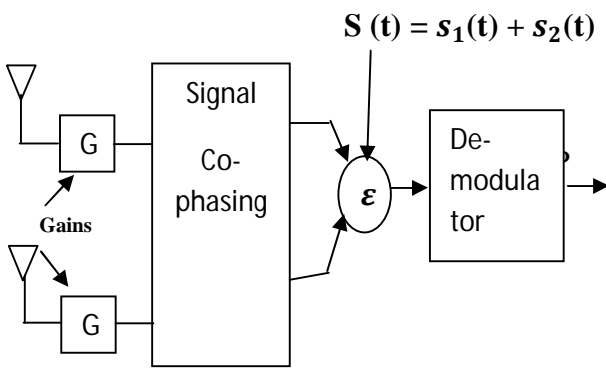 S (t) = s₁(t) + s₂(t)
Signal
Co-
phasing
G
Gains
G
ε
De-
modula
tor